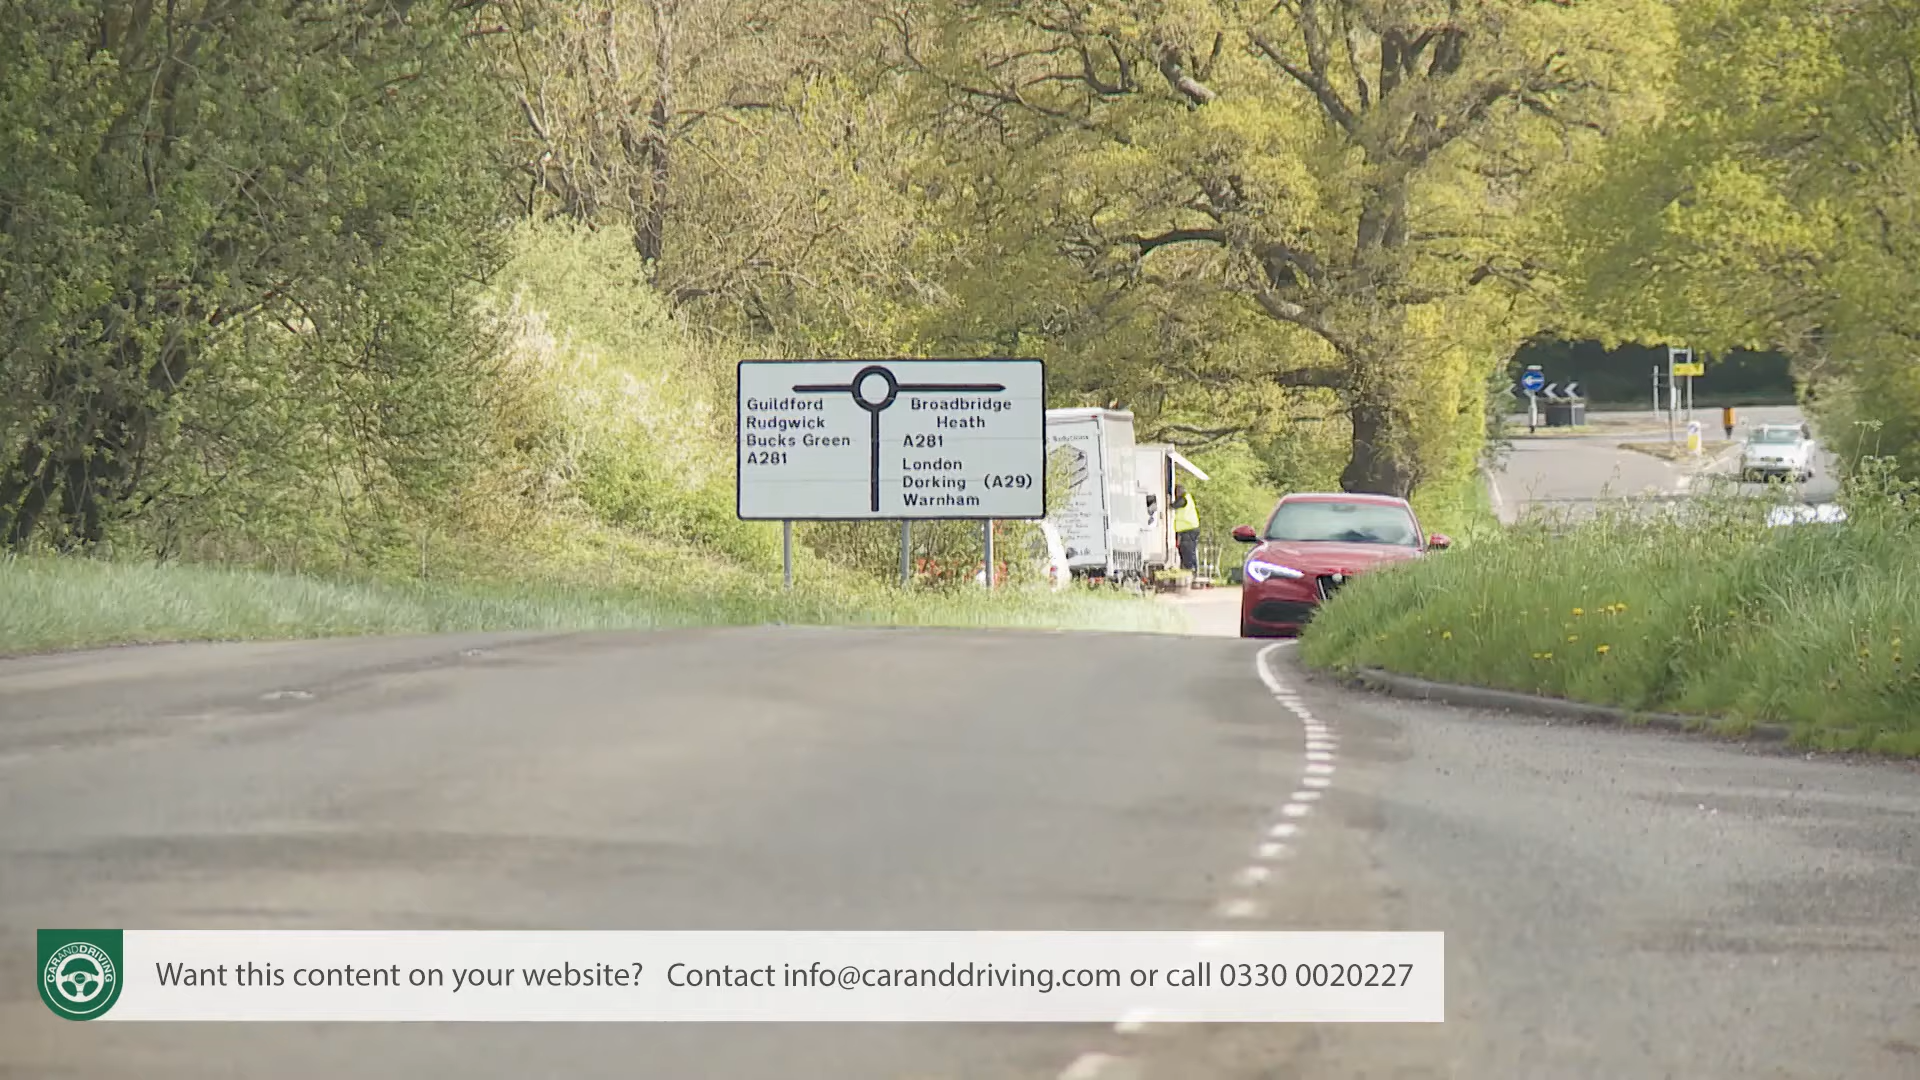 Guildford
Rudgwick
Bucks Green
A281
Broadbridge
Heath
A281
London
Dorking (A29)
Warnham
CARANDDRIVING
Want this content on your website? Contact info@caranddriving.com or call 0330 0020227